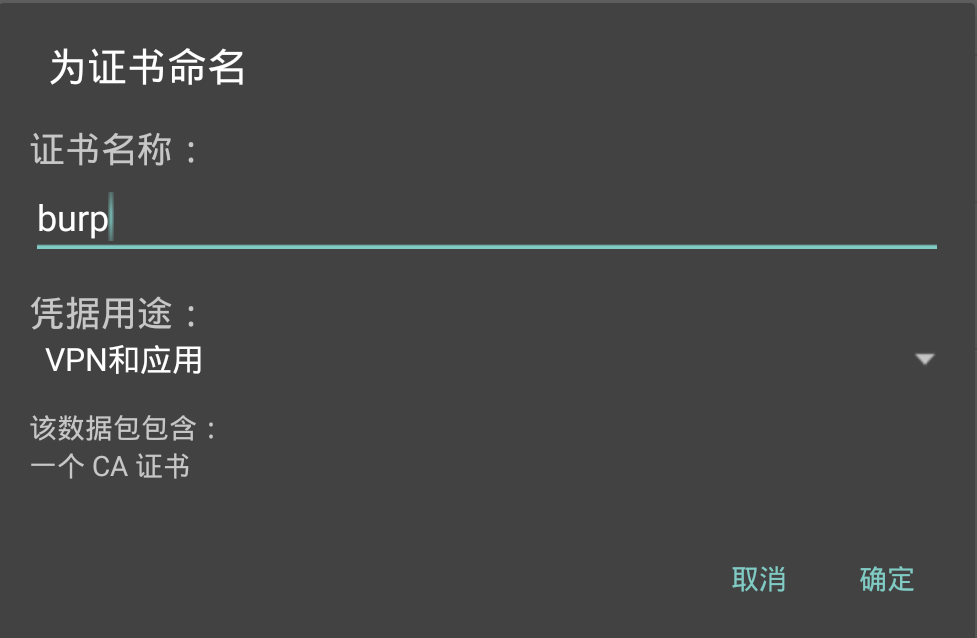 为证书命名
证书名称：
burp
凭据用途：
VPN和应用
该数据包包含：
一个 CA 证书
取消 确定